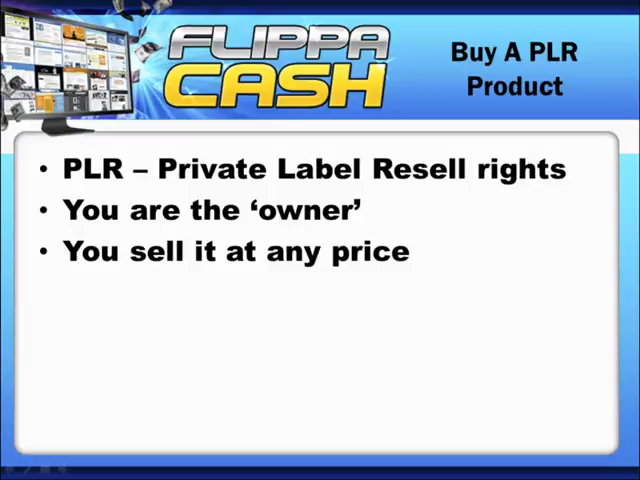 FLIPPA
CASH
Buy A PLR
Product
• PLR – Private Label Resell rights
• You are the ‘owner’
• You sell it at any price